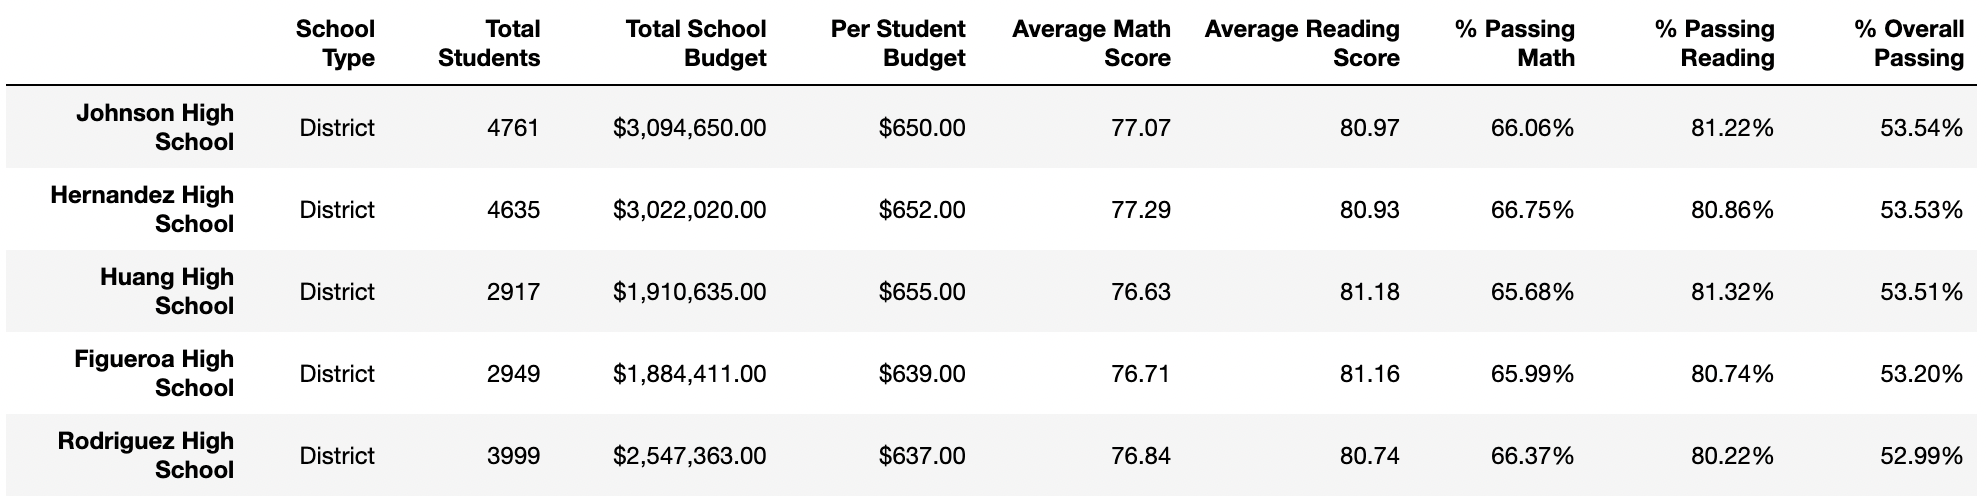 School Type Total Students Total School Budget Per Student Budget Average Math Score Average Reading Score % Passing Math % Passing Reading % Overall Passing
Johnson High School District 4761 $3,094,650.00 $650.00 77.07 80.97 66.06% 81.22% 53.54%
Hernandez High School District 4635 $3,022,020.00 $652.00 77.29 80.93 66.75% 80.86% 53.53%
Huang High School District 2917 $1,910,635.00 $655.00 76.63 81.18 65.68% 81.32% 53.51%
Figueroa High School District 2949 $1,884,411.00 $639.00 76.71 81.16 65.99% 80.74% 53.20%
Rodriguez High School District 3999 $2,547,363.00 $637.00 76.84 80.74 66.37% 80.22% 52.99%